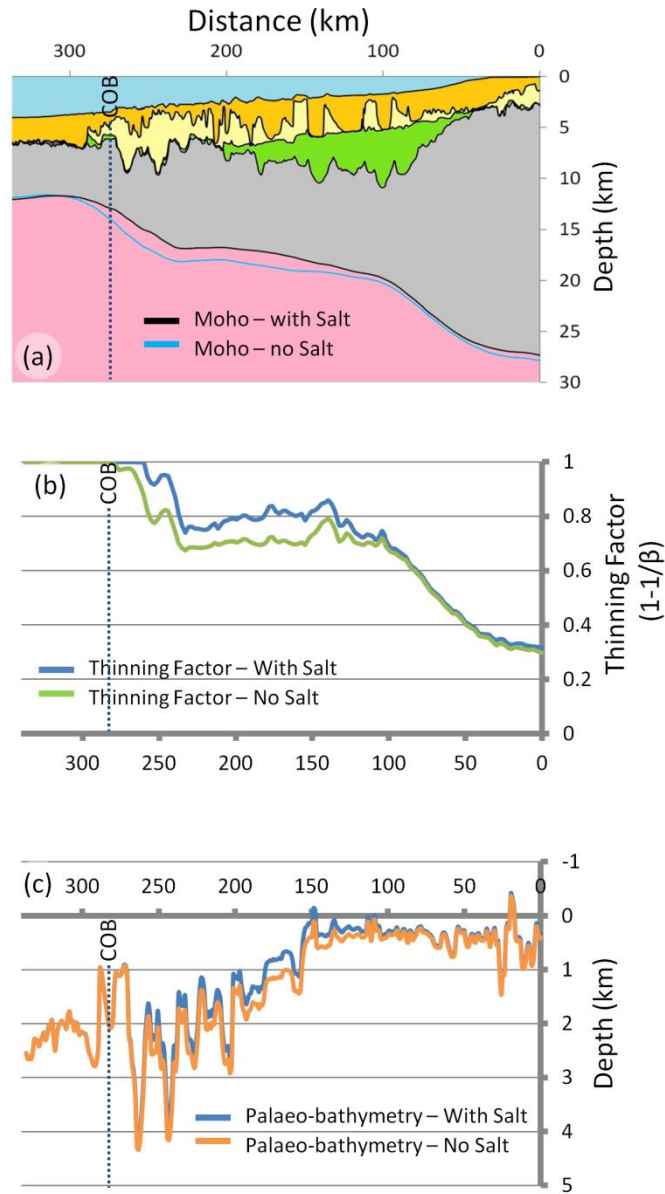 Distance (km)
300 200 100 0
COB
0
5
10
15
20
25
30
Depth (km)
Moho – with Salt
Moho – no Salt
(a)
(b)
COB
1
0.8
0.6
0.4
0.2
0
Thinning Factor
(1-1/β)
Thinning Factor – With Salt
Thinning Factor – No Salt
300 250 200 150 100 50 0
(c)
300 250 200 150 100 50 0
COB
-1
0
1
2
3
4
5
Depth (km)
Palaeo-bathymetry – With Salt
Palaeo-bathymetry – No Salt